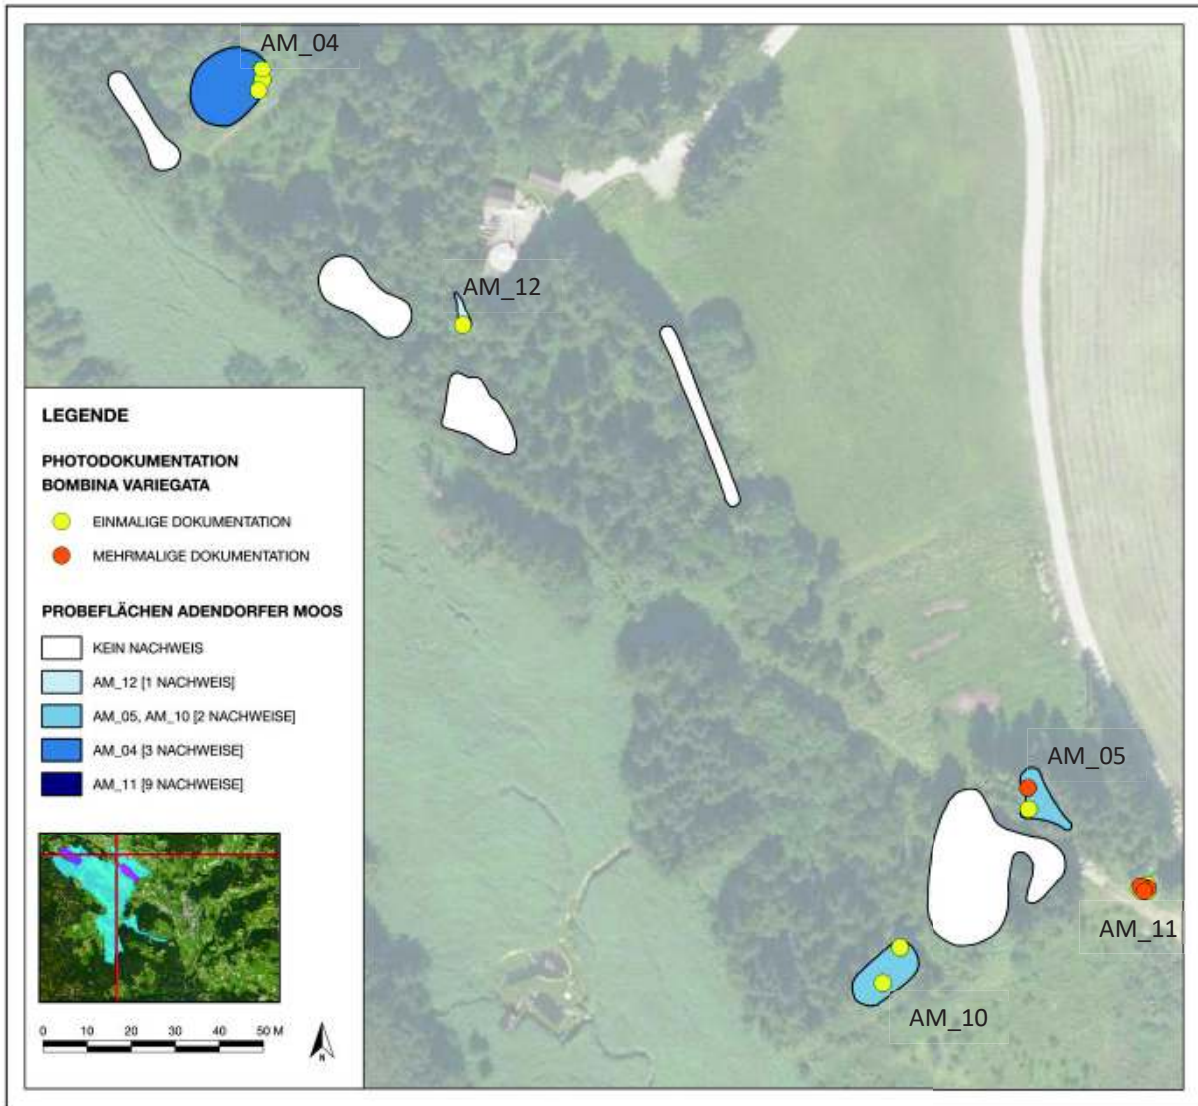 AM_04
AM_12
LEGENDE
PHOTODOKUMENTATION
BOMBINA VARIEGATA
EINMALIGE DOKUMENTATION
MEHRMALIGE DOKUMENTATION
PROBEFLÄCHEN ADENDORFER MOOS
KEIN NACHWEIS
AM_12 [1 NACHWEIS]
AM_05, AM_10 [2 NACHWEISE]
AM_04 [3 NACHWEISE]
AM_11 [9 NACHWEISE]
AM_05
AM_11
AM_10
0 10 20 30 40 50 M
N